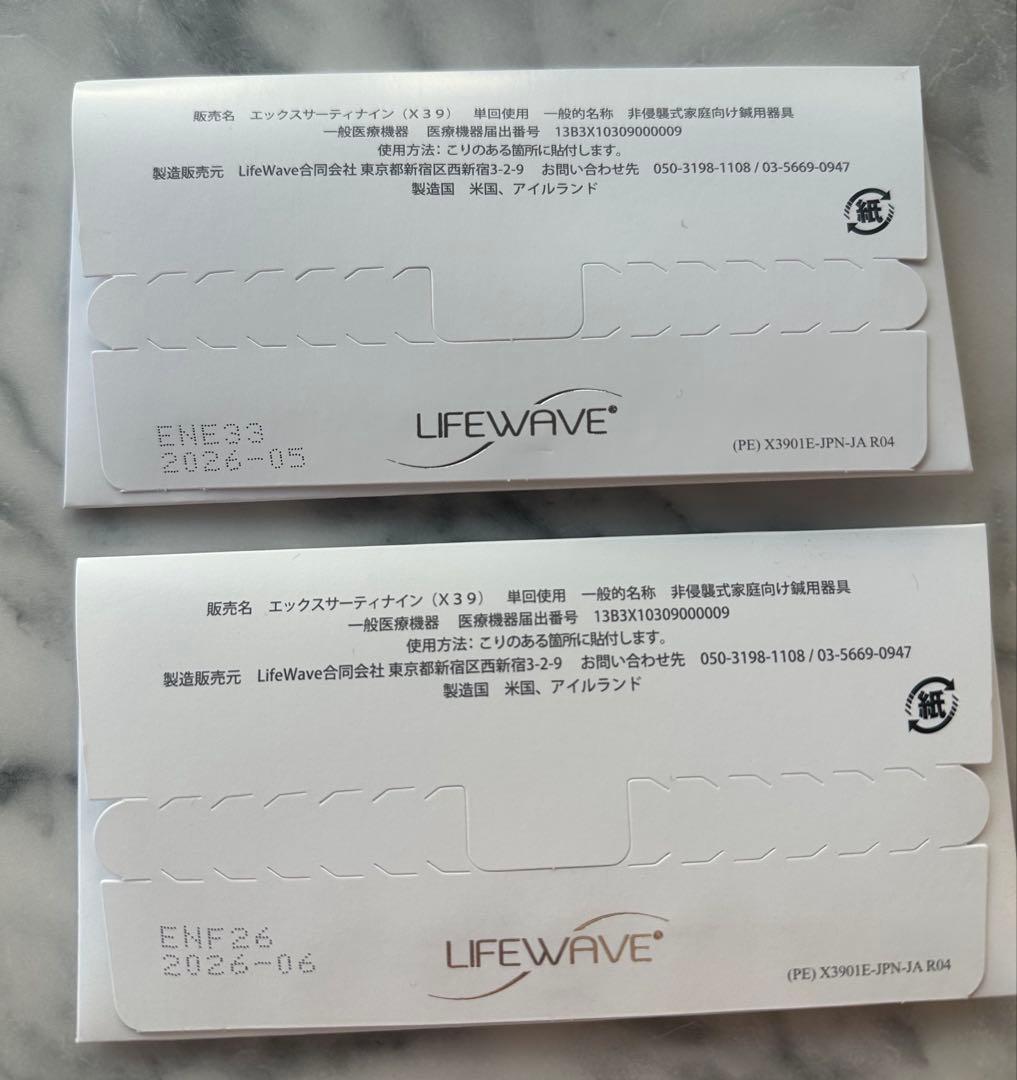 販売名 エックスサーティナイン（X３９） 単回使用 一般的名称 非侵襲式家庭向け鍼用器具
一般医療機器 医療機器届出番号 13B3X10309000009
使用方法：こりのある箇所に貼付します。
製造販売元 LifeWave合同会社 東京都新宿区西新宿3-2-9 お問い合わせ先 050-3198-1108 / 03-5669-0947
製造国 米国、アイルランド
紙
LIFEWAVE®
ENE33
2026-05
(PE) X3901E-JPN-JA R04
販売名 エックスサーティナイン（X３９） 単回使用 一般的名称 非侵襲式家庭向け鍼用器具
一般医療機器 医療機器届出番号 13B3X10309000009
使用方法：こりのある箇所に貼付します。
製造販売元 LifeWave合同会社 東京都新宿区西新宿3-2-9 お問い合わせ先 050-3198-1108 / 03-5669-0947
製造国 米国、アイルランド
紙
LIFEWAVE®
ENF26
2026-06
(PE) X3901E-JPN-JA R04